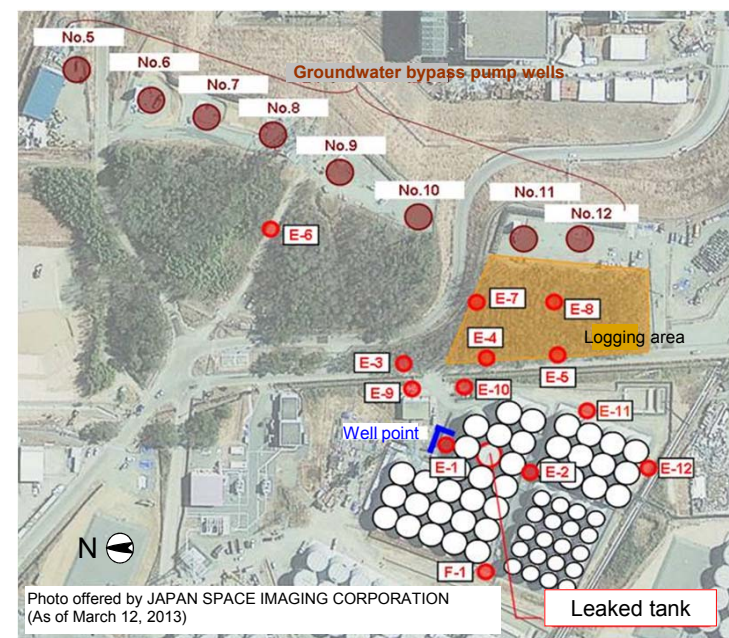 No.5
No.6
No.7
Groundwater bypass pump wells
No.8
No.9
No.10
No.11
No.12
E-6
E-7
E-8
Logging area
E-4
E-3
E-5
E-9
E-10
E-11
Well point
E-1
E-2
E-12
N
F-1
Photo offered by JAPAN SPACE IMAGING CORPORATION
(As of March 12, 2013)
Leaked tank